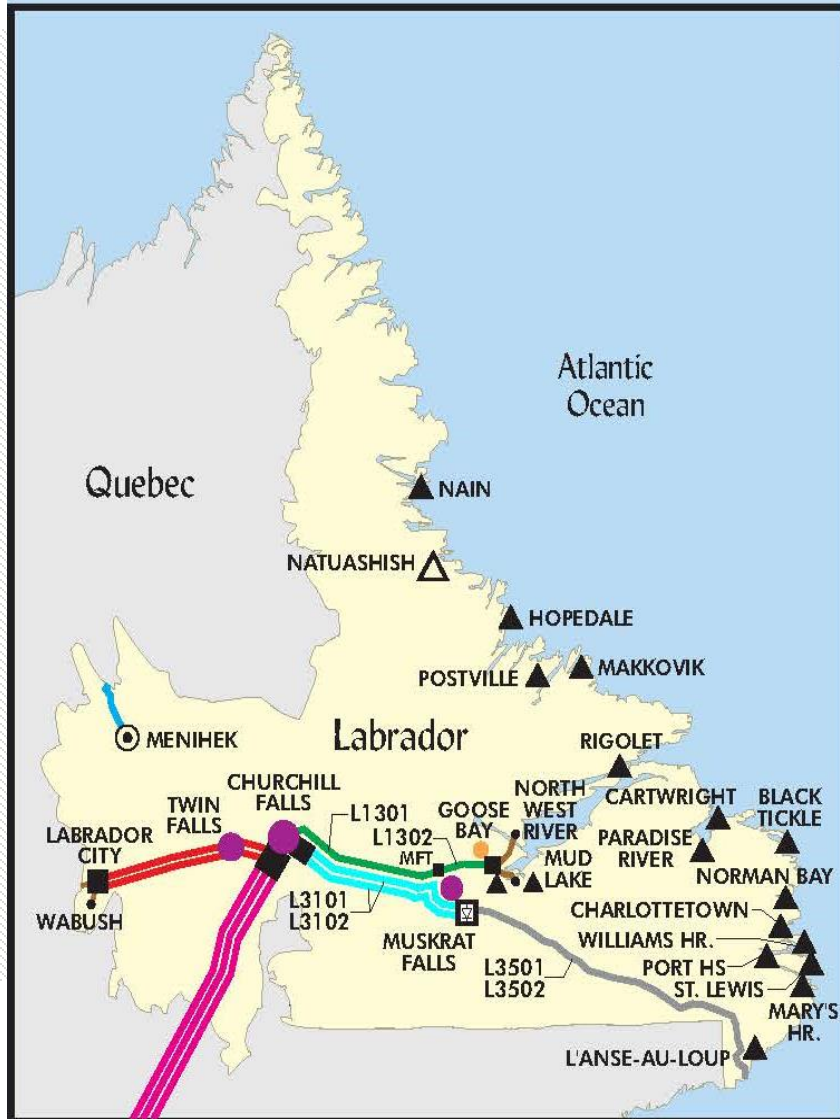 Atlantic
Ocean
Quebec
NAIN
NATUASHISH
HOPEDALE
POSTVILLE
MAKKOVIK
MENIHEK
Labrador
RIGOLET
CHURCHILL
FALLS
TWIN
FALLS
LABRADOR
CITY
WABUSH
L1301
L1302
MFT
GOOSE
BAY
NORTH
WEST
RIVER
MUD
LAKE
CARTWRIGHT
BLACK
TICKLE
PARADISE
RIVER
NORMAN BAY
L3101
L3102
MUSKRAT
FALLS
CHARLOTTETOWN
WILLIAMS HR.
PORT HS
ST. LEWIS
MARY'S
HR.
L3501
L3502
L'ANSE-AU-LOUP